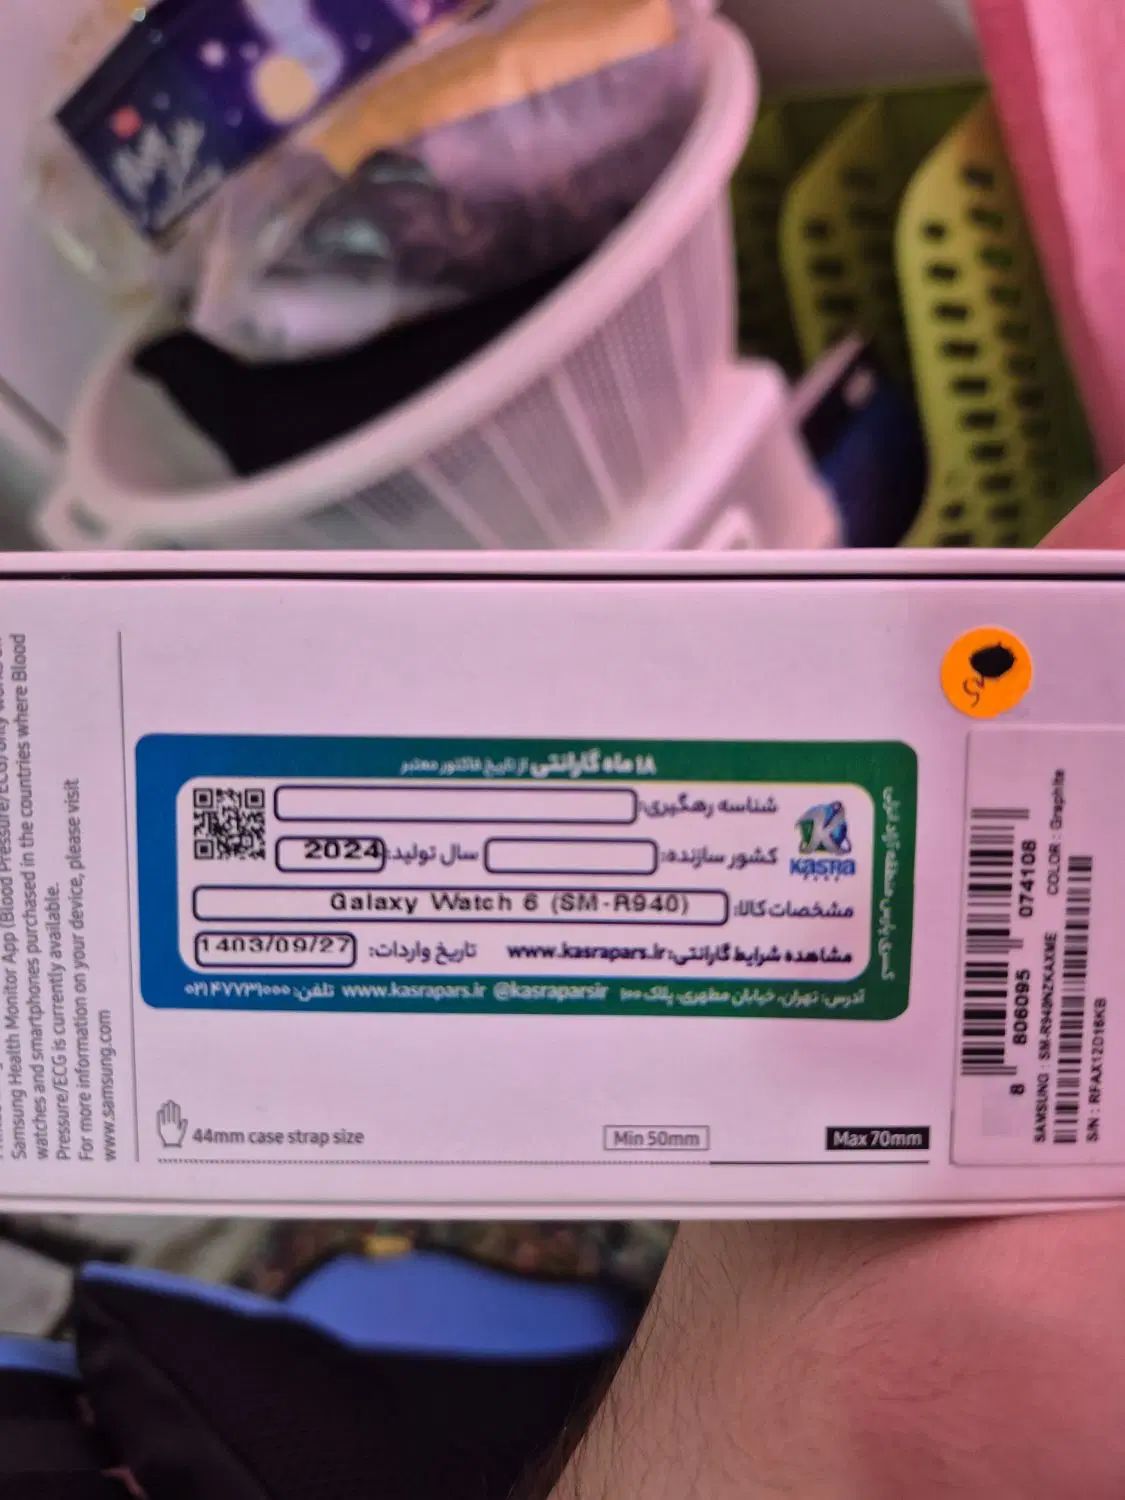 Samsung Health Monitor App (Blood Pressure/ECG) only works on
watches and smartphones purchased in the countries where Blood
Pressure/ECG is currently available.
For more information on your device, please visit
www.samsung.com
۱۸ ماه گارانتی از تاریخ فاکتور معتبر
شناسه رهگیری:
کشور سازنده:
سال تولید: 2024
KASRA
PARS
مشخصات کالا: Galaxy Watch 6 (SM-R940)
مشاهده شرایط گارانتی: www.kasrapars.ir
تاریخ واردات: 1403/09/27
آدرس: تهران، خیابان مطهری، پلاک ۱۰۰ @kasraparsir www.kasrapars.ir تلفن: ۰۲۱۴۷۷۳۱۰۰۰
44mm case strap size
Min 50mm
Max 70mm
8 806095 074108
SAMSUNG : SM-R940NZKAXME
COLOR : Graphite
S/N : RFAX12D16KB